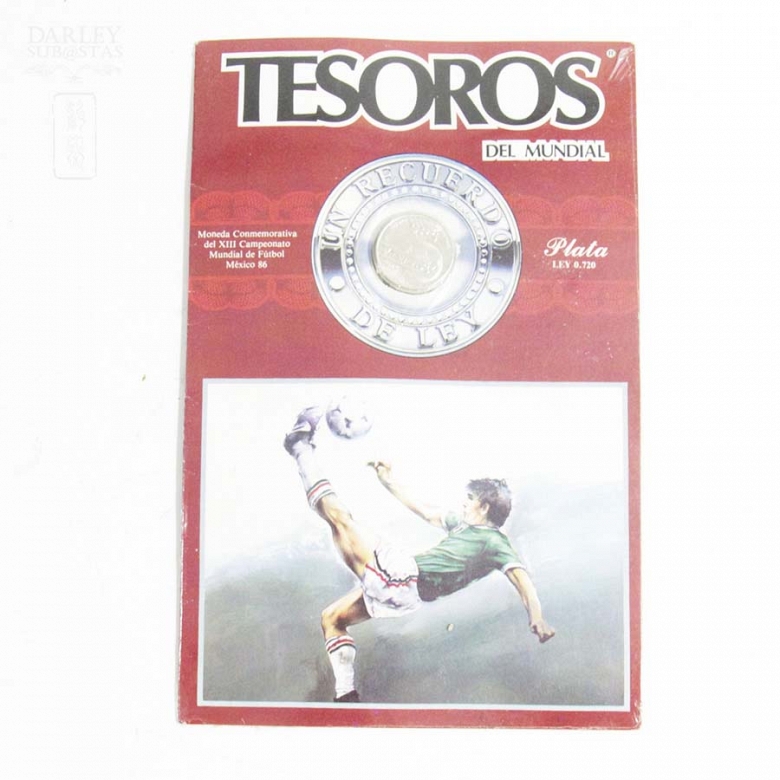 DARLEY
SUBASTAS
TESOROS
DEL MUNDIAL
UN RECUERDO
DE LEY
Moneda Conmemorativa
del XIII Campeonato
Mundial de Fútbol
México 86
Plata
LEY 0.720